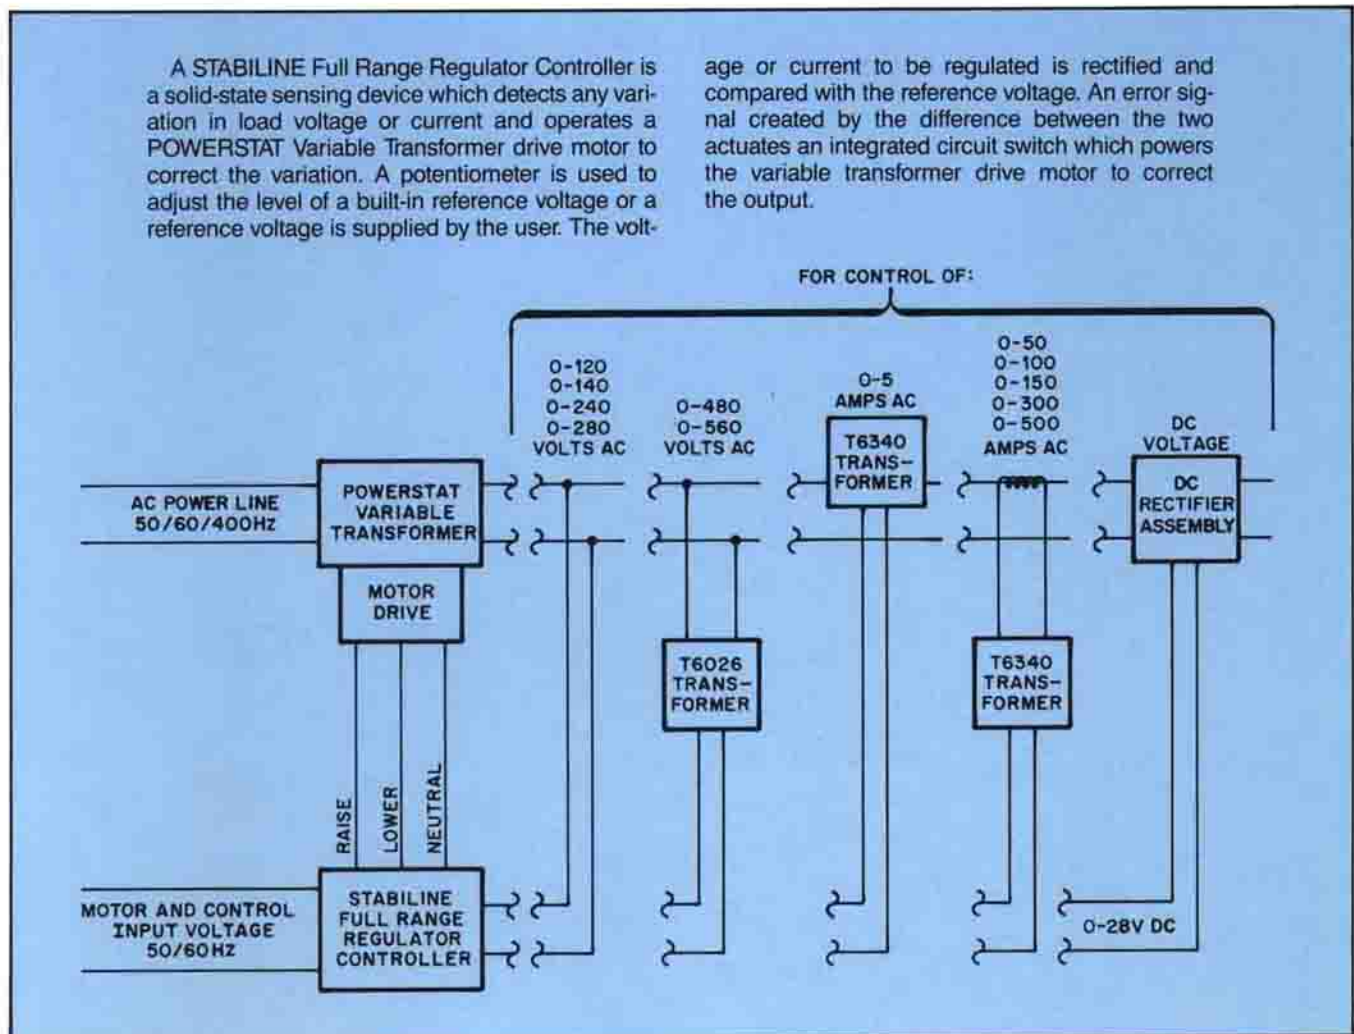 A STABILINE Full Range Regulator Controller is
a solid-state sensing device which detects any vari-
ation in load voltage or current and operates a
POWERSTAT Variable Transformer drive motor to
correct the variation. A potentiometer is used to
adjust the level of a built-in reference voltage or a
reference voltage is supplied by the user. The volt-
age or current to be regulated is rectified and
compared with the reference voltage. An error sig-
nal created by the difference between the two
actuates an integrated circuit switch which powers
the variable transformer drive motor to correct
the output.
FOR CONTROL OF:
0-120
0-140
0-240
0-280
VOLTS AC
0-480
0-560
VOLTS AC
0-5
AMPS AC
0-50
0-100
0-150
0-300
0-500
AMPS AC
DC
VOLTAGE
AC POWER LINE
50/60/400HZ
POWERSTAT
VARIABLE
TRANSFORMER
T6340
TRANS-
FORMER
DC
RECTIFIER
ASSEMBLY
MOTOR
DRIVE
T6026
TRANS-
FORMER
T6340
TRANS-
FORMER
RAISE
LOWER
NEUTRAL
MOTOR AND CONTROL
INPUT VOLTAGE
50/60HZ
STABILINE
FULL RANGE
REGULATOR
CONTROLLER
0-28V DC